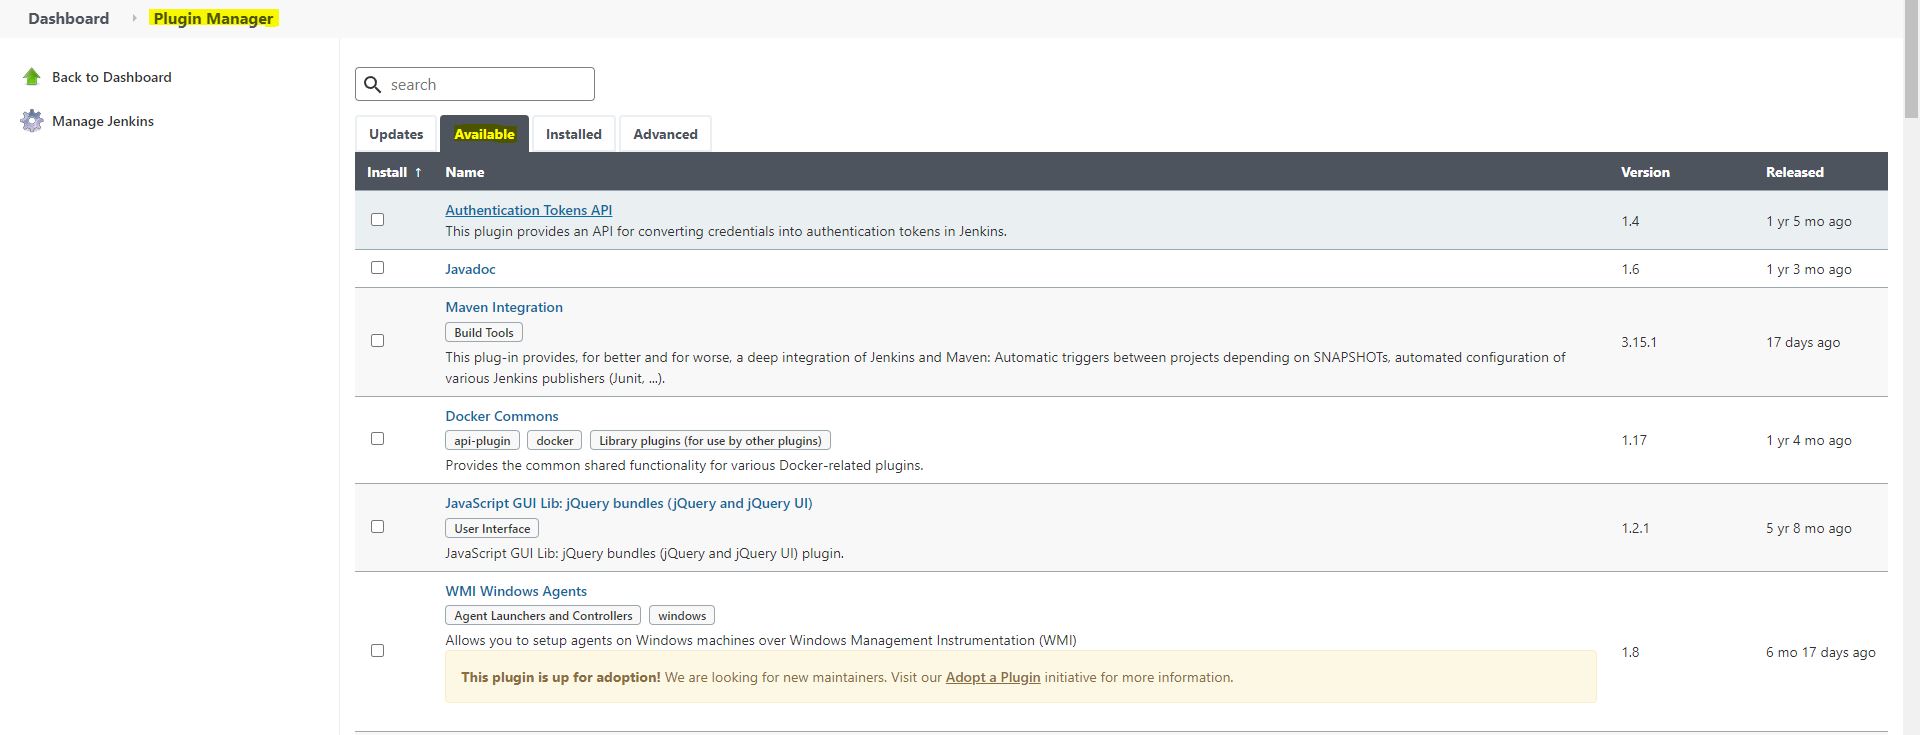 Dashboard Plugin Manager
Back to Dashboard
Manage Jenkins
search
Updates Available Installed Advanced
Install ↑ Name Version Released
Authentication Tokens API
This plugin provides an API for converting credentials into authentication tokens in Jenkins.
1.4 1 yr 5 mo ago
Javadoc 1.6 1 yr 3 mo ago
Maven Integration
Build Tools
This plug-in provides, for better and for worse, a deep integration of Jenkins and Maven: Automatic triggers between projects depending on SNAPSHOTs, automated configuration of
various Jenkins publishers (Junit, ...).
3.15.1 17 days ago
Docker Commons
api-plugin docker Library plugins (for use by other plugins)
Provides the common shared functionality for various Docker-related plugins.
1.17 1 yr 4 mo ago
JavaScript GUI Lib: jQuery bundles (jQuery and jQuery UI)
User Interface
JavaScript GUI Lib: jQuery bundles (jQuery and jQuery UI) plugin.
1.2.1 5 yr 8 mo ago
WMI Windows Agents
Agent Launchers and Controllers windows
Allows you to setup agents on Windows machines over Windows Management Instrumentation (WMI)
This plugin is up for adoption! We are looking for new maintainers. Visit our Adopt a Plugin initiative for more information.
1.8 6 mo 17 days ago